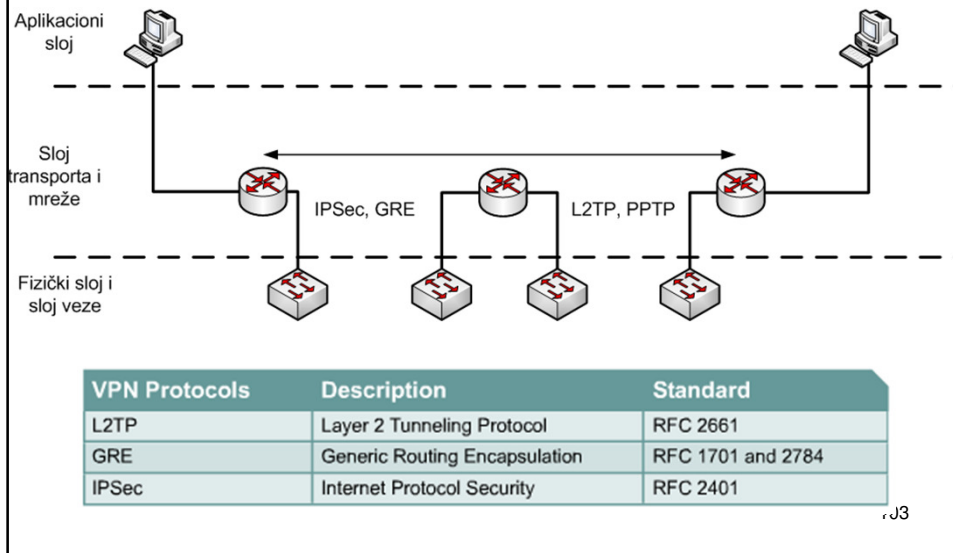 Aplikacioni
sloj
Sloj
transporta i
mreže
IPSec, GRE
L2TP, PPTP
Fizički sloj i
sloj veze
VPN Protocols Description Standard
L2TP Layer 2 Tunneling Protocol RFC 2661
GRE Generic Routing Encapsulation RFC 1701 and 2784
IPSec Internet Protocol Security RFC 2401